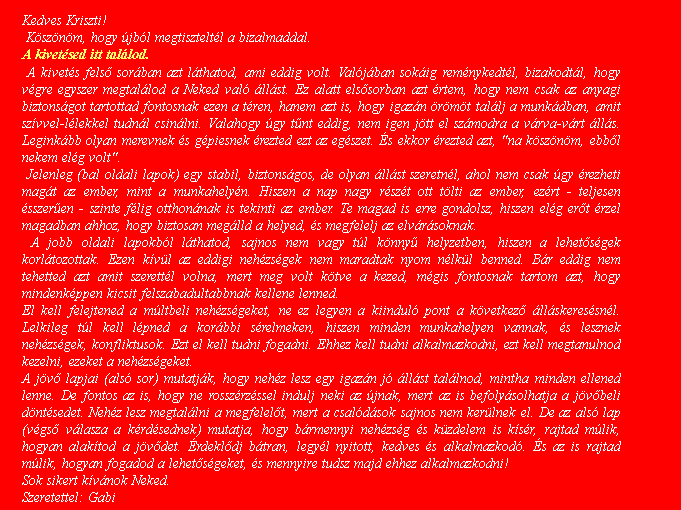 Kedves Kriszti!
Köszönöm, hogy újból megtiszteltél a bizalmaddal.
A kivetésed itt találod.
A kivetés felső sorában azt láthatod, ami eddig volt. Valójában sokáig reménykedtél, bizakodtál, hogy
végre egyszer megtalálod a Neked való állást. Ez alatt elsősorban azt értem, hogy nem csak az anyagi
biztonságot tartottad fontosnak ezen a téren, hanem azt is, hogy igazán örömöt találj a munkádban, amit
szívvel-lélekkel tudnál csinálni. Valahogy úgy tűnt eddig, nem igen jött el számodra a várva-várt állás.
Leginkább olyan merevnek és gépiesnek érezted ezt az egészet. És ekkor érezted azt, "na köszönöm, ebből
nekem elég volt".
Jelenleg (bal oldali lapok) egy stabil, biztonságos, de olyan állást szeretnél, ahol nem csak úgy érezheti
magát az ember, mint a munkahelyén. Hiszen a nap nagy részét ott tölti az ember, ezért - teljesen
ésszerűen - szinte félig otthonának is tekinti az ember. Te magad is erre gondolsz, hiszen elég erőt érzel
magadban ahhoz, hogy biztosan megálld a helyed, és megfelelj az elvárásoknak.
A jobb oldali lapokból láthatod, sajnos nem vagy túl könnyű helyzetben, hiszen a lehetőségek
korlátozottak. Ezen kívül az eddigi nehézségek nem maradtak nyom nélkül benned. Bár eddig nem
tehetted azt amit szerettél volna, mert meg volt kötve a kezed, mégis fontosnak tartom azt, hogy
mindenképpen kicsit felszabadultabbnak kellene lenned.
El kell felejtened a múltbeli nehézségeket, ne ez legyen a kiinduló pont a következő álláskeresésnél.
Lelkileg túl kell lépned a korábbi sérelmeken, hiszen minden munkahelyen vannak, és lesznek
nehézségek, konfliktusok. Ezt el kell tudni fogadni. Ehhez kell tudni alkalmazkodni, ezt kell megtanulnod
kezelni, ezeket a nehézségeket.
A jövő lapjai (alsó sor) mutatják, hogy nehéz lesz egy igazán jó állást találnod, mintha minden ellened
lenne. De fontos az is, hogy ne rosszérzéssel indulj neki az újnak, mert az is befolyásolhatja a jövőbeli
döntésedet. Nehéz lesz megtalálni a megfelelőt, mert a csalódások sajnos nem kerülnek el. De az alsó lap
(végső válasza a kérdésednek) mutatja, hogy bármennyi nehézség és küzdelem is kísér, rajtad múlik,
hogyan alakítod a jövődet. Érdeklődj bátran, legyél nyitott, kedves és alkalmazkodó. És az is rajtad
múlik, hogyan fogadod a lehetőségeket, és mennyire tudsz majd ehhez alkalmazkodni!
Sok sikert kívánok Neked.
Szeretettel: Gabi